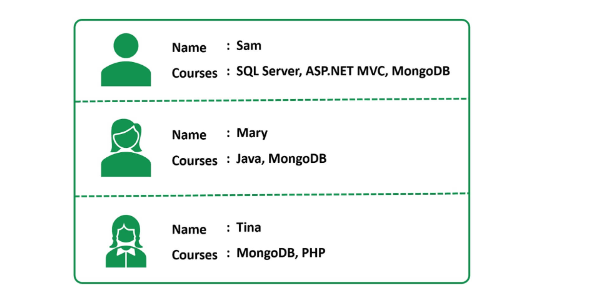 Name : Sam
Courses : SQL Server, ASP.NET MVC, MongoDB
Name : Mary
Courses : Java, MongoDB
Name : Tina
Courses : MongoDB, PHP